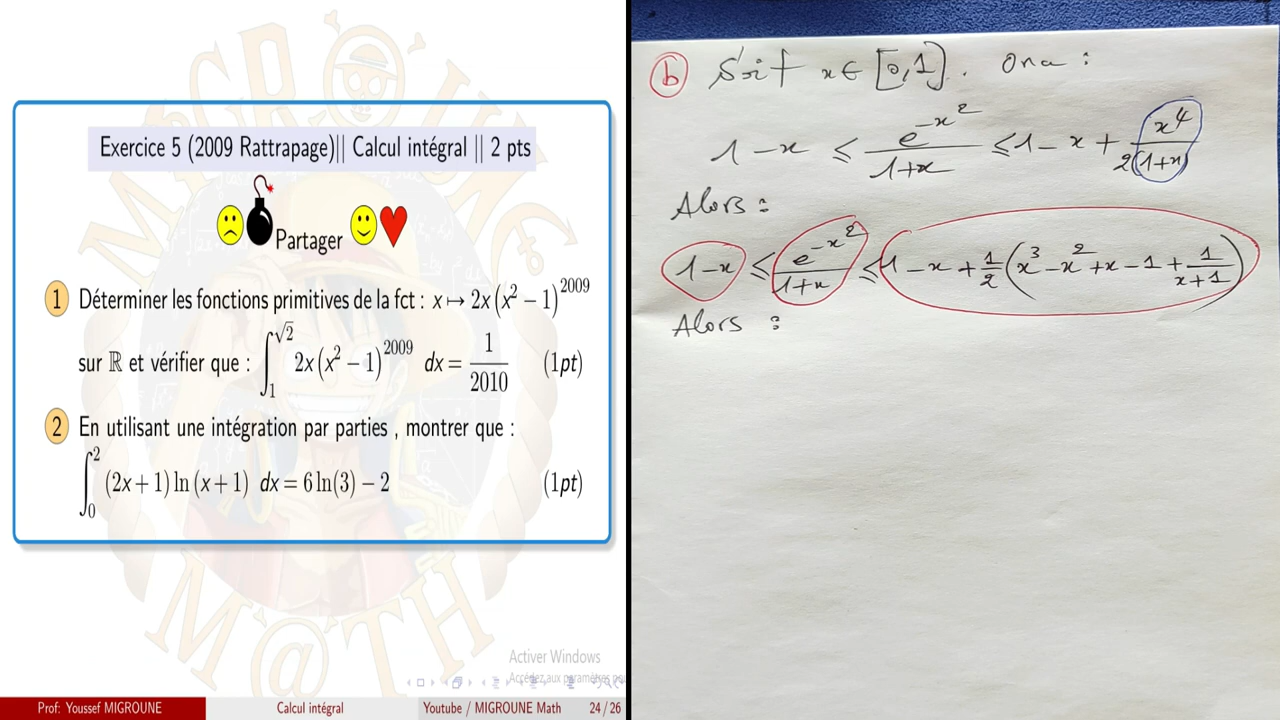 Exercice 5 (2009 Rattrapage)|| Calcul intégral || 2 pts
Partager
1 Déterminer les fonctions primitives de la fct : x ↦ 2x(x² − 1)^2009
sur ℝ et vérifier que : ∫_1^√2 2x(x² − 1)^2009 dx = 1/2010 (1pt)
2 En utilisant une intégration par parties , montrer que :
∫_0^2 (2x+1) ln (x+1) dx = 6 ln(3) − 2 (1pt)
Activer Windows
Prof: Youssef MIGROUNE
Calcul intégral
Youtube / MIGROUNE Math
24 / 26
MIGROUNE
M@TH
b Soit x ∈ [0,1]. Ona :
1 − x ≤ e^(−x²)/(1+x) ≤ 1 − x + x⁴/2(1+x)
Alors :
1 − x ≤ e^(−x²)/(1+x) ≤ 1 − x + 1/2 (x³ − x² + x − 1 + 1/(x+1))
Alors :